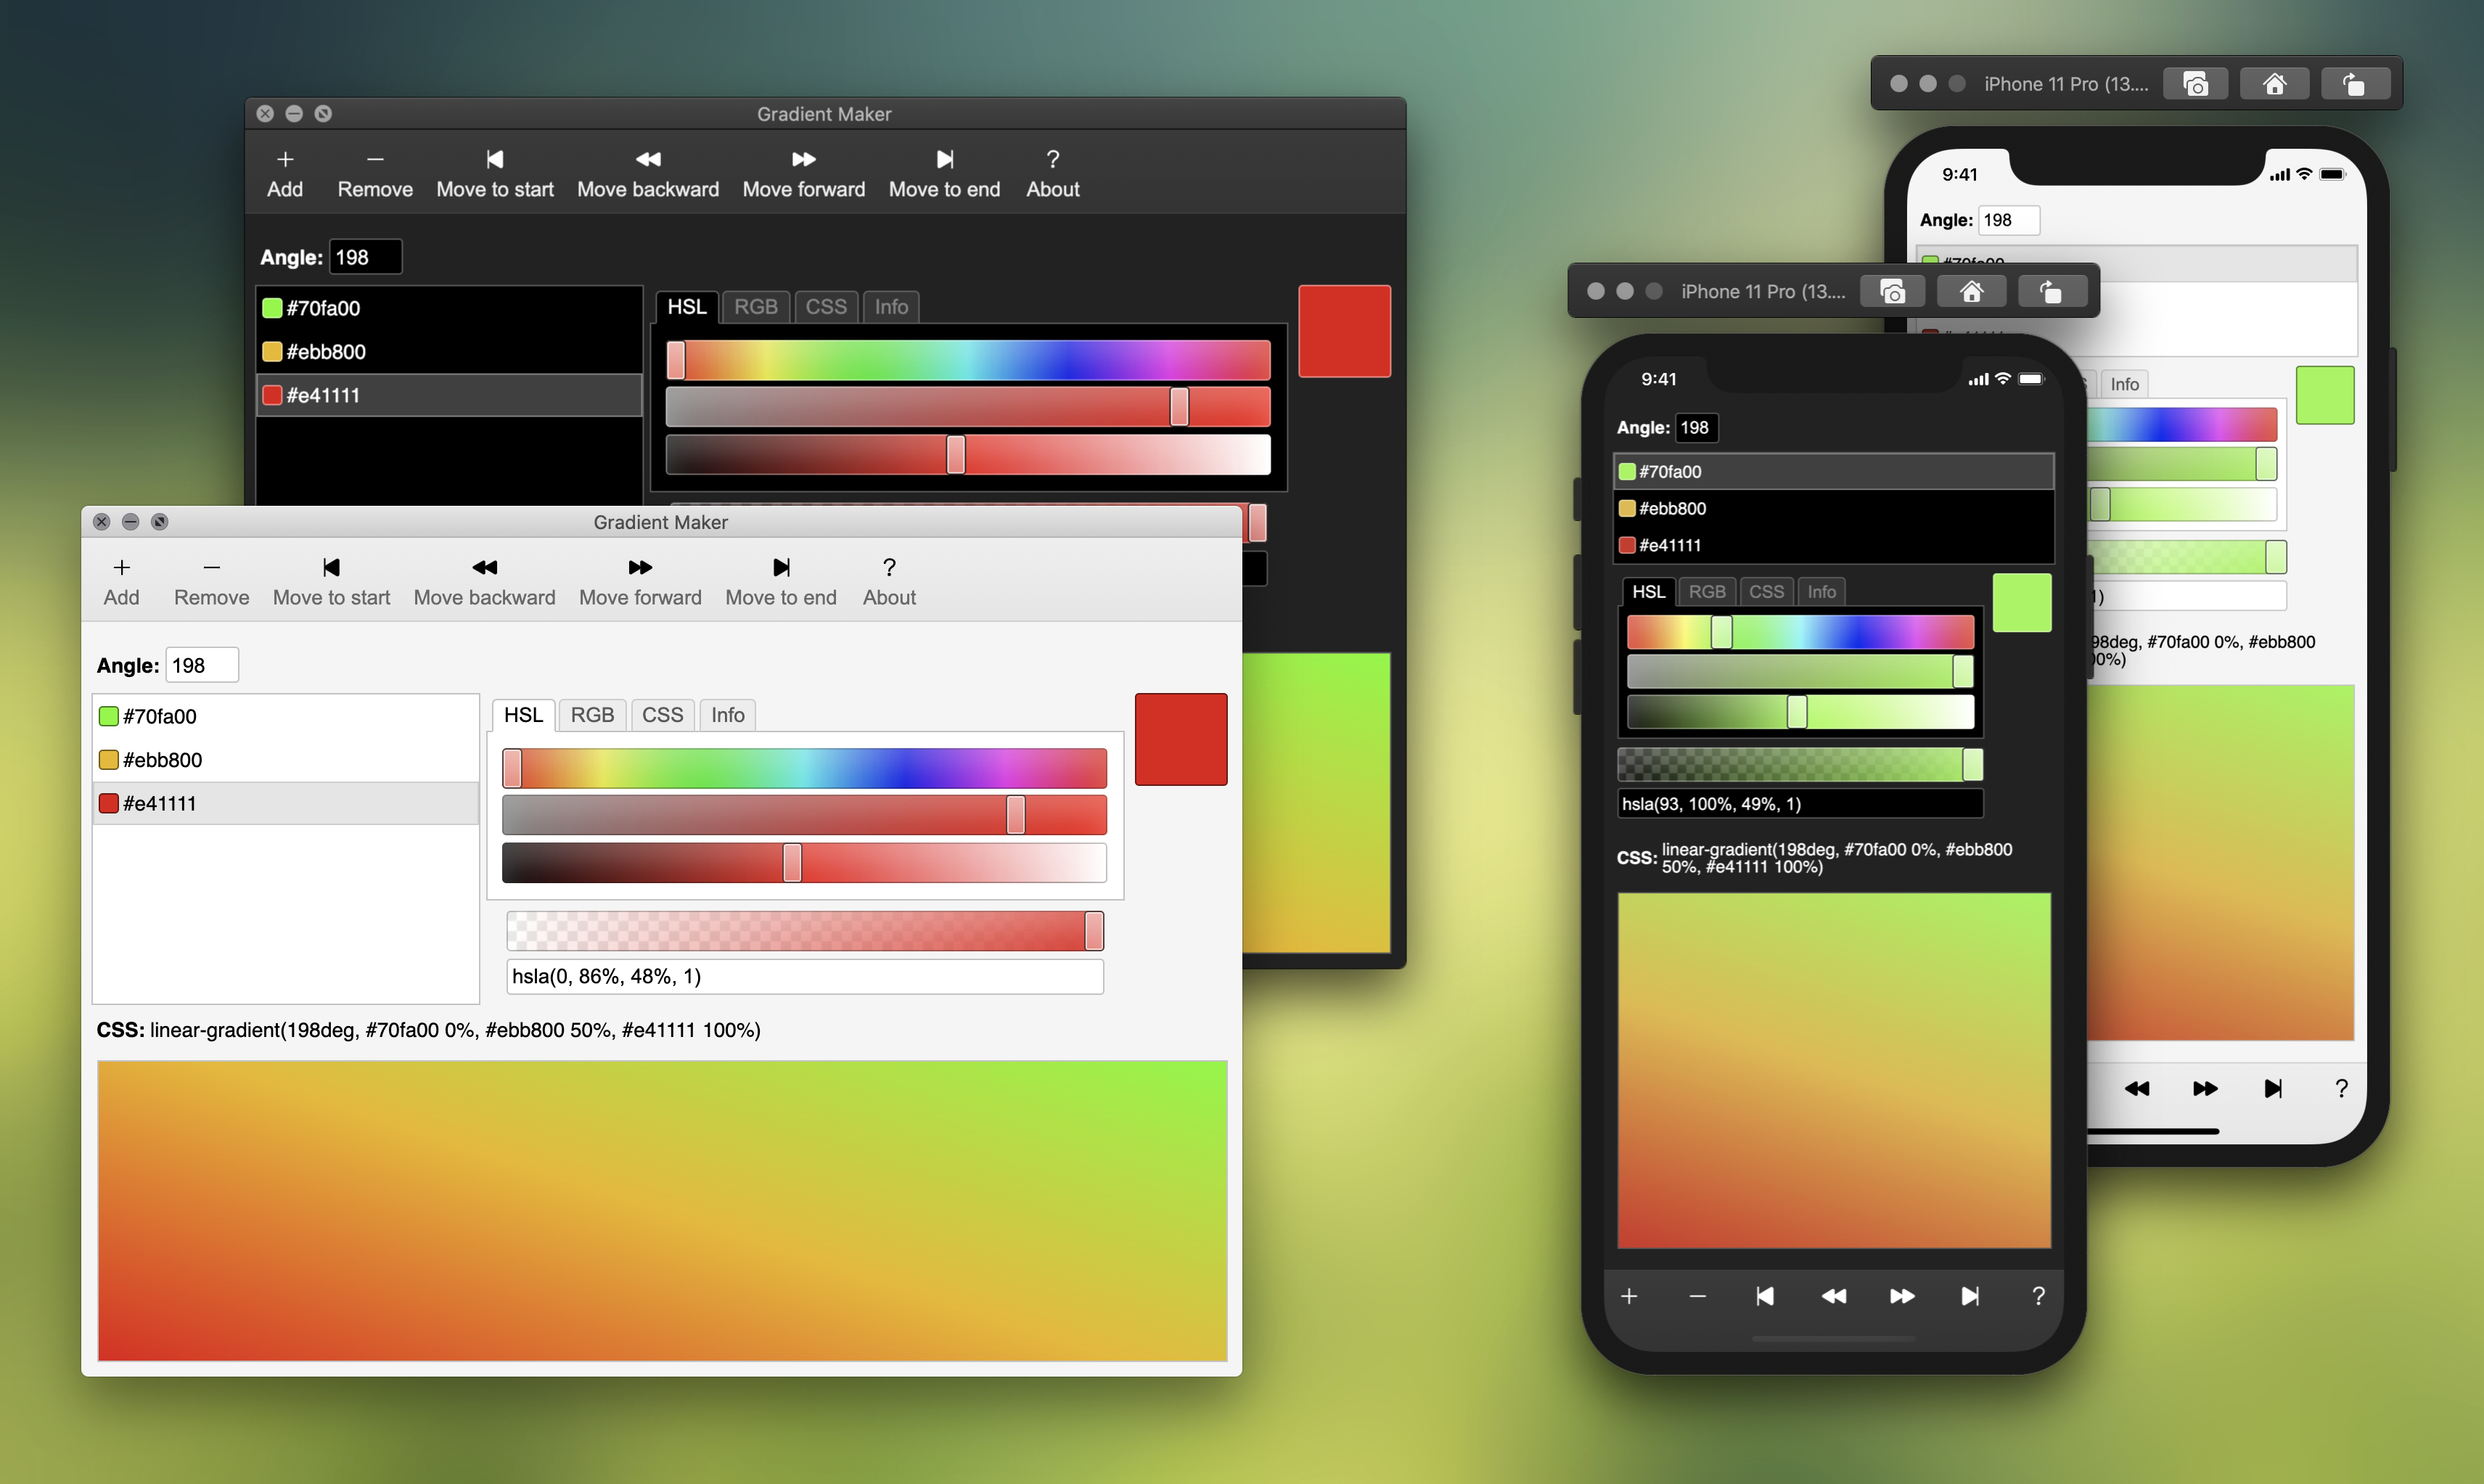 Gradient Maker
Add
Remove
Move to start
Move backward
Move forward
Move to end
? About
Angle: 198
#70fa00
#ebb800
#e41111
HSL RGB CSS Info
Gradient Maker
Add
Remove
Move to start
Move backward
Move forward
Move to end
? About
Angle: 198
#70fa00
#ebb800
#e41111
HSL RGB CSS Info
hsla(0, 86%, 48%, 1)
CSS: linear-gradient(198deg, #70fa00 0%, #ebb800 50%, #e41111 100%)
iPhone 11 Pro (13....
9:41
Angle: 198
#70fa00
Info
1)
98deg, #70fa00 0%, #ebb800
0%)
?
iPhone 11 Pro (13....
9:41
Angle: 198
#70fa00
#ebb800
#e41111
HSL RGB CSS Info
hsla(93, 100%, 49%, 1)
CSS: linear-gradient(198deg, #70fa00 0%, #ebb800
50%, #e41111 100%)
?